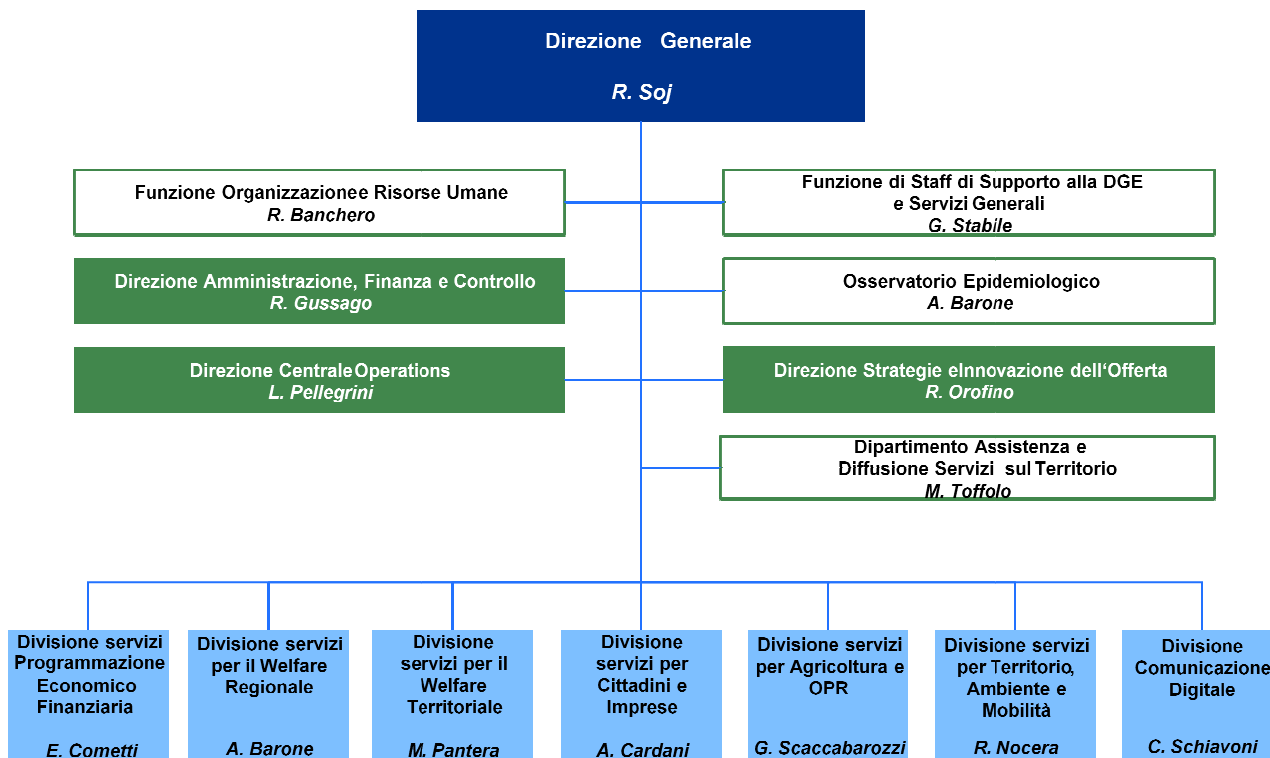 Direzione Generale
R. Soj
Funzione Organizzazionee Risorse Umane
R. Banchero
Funzione di Staff di Supporto alla DGE
e Servizi Generali
G. Stabile
Direzione Amministrazione, Finanza e Controllo
R. Gussago
Osservatorio Epidemiologico
A. Barone
Direzione CentraleOperations
L. Pellegrini
Direzione Strategie eInnovazione dell‘Offerta
R. Orofino
Dipartimento Assistenza e
Diffusione Servizi sul Territorio
M. Toffolo
Divisione servizi
Programmazione
Economico
Finanziaria
E. Cometti
Divisione servizi
per il Welfare
Regionale
A. Barone
Divisione
servizi per il
Welfare
Territoriale
M. Pantera
Divisione
servizi per
Cittadini e
Imprese
A. Cardani
Divisione servizi
per Agricoltura e
OPR
G. Scaccabarozzi
Divisione servizi
per Territorio,
Ambiente e
Mobilità
R. Nocera
Divisione
Comunicazione
Digitale
C. Schiavoni